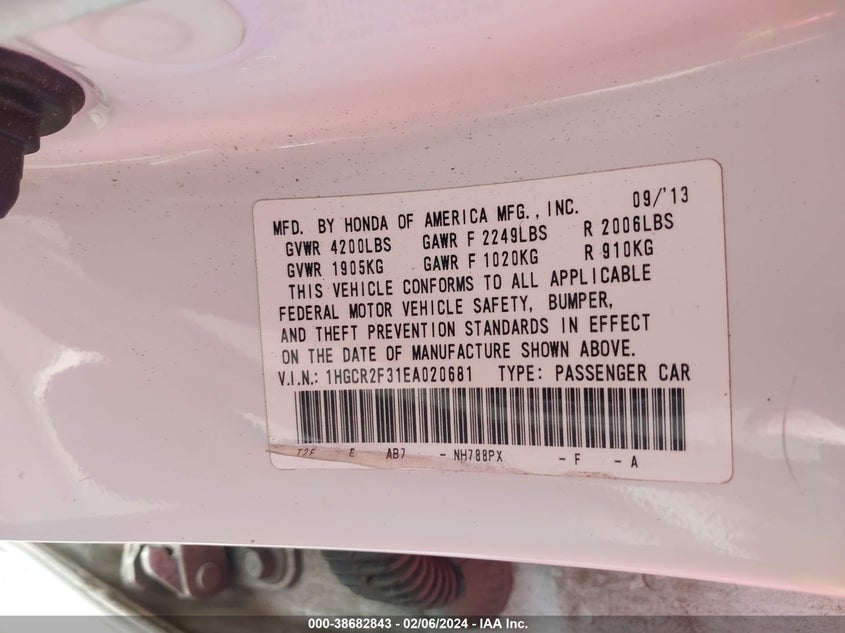 MFD. BY HONDA OF AMERICA MFG., INC. 09/'13
GVWR 4200LBS GAWR F 2249LBS R 2006LBS
GVWR 1905KG GAWR F 1020KG R 910KG
THIS VEHICLE CONFORMS TO ALL APPLICABLE
FEDERAL MOTOR VEHICLE SAFETY, BUMPER,
AND THEFT PREVENTION STANDARDS IN EFFECT
ON THE DATE OF MANUFACTURE SHOWN ABOVE.
V.I.N.: 1HGCR2F31EA020681 TYPE: PASSENGER CAR
E AB7 - NH788PX - F - A
000-38682843 - 02/06/2024 - IAA Inc.